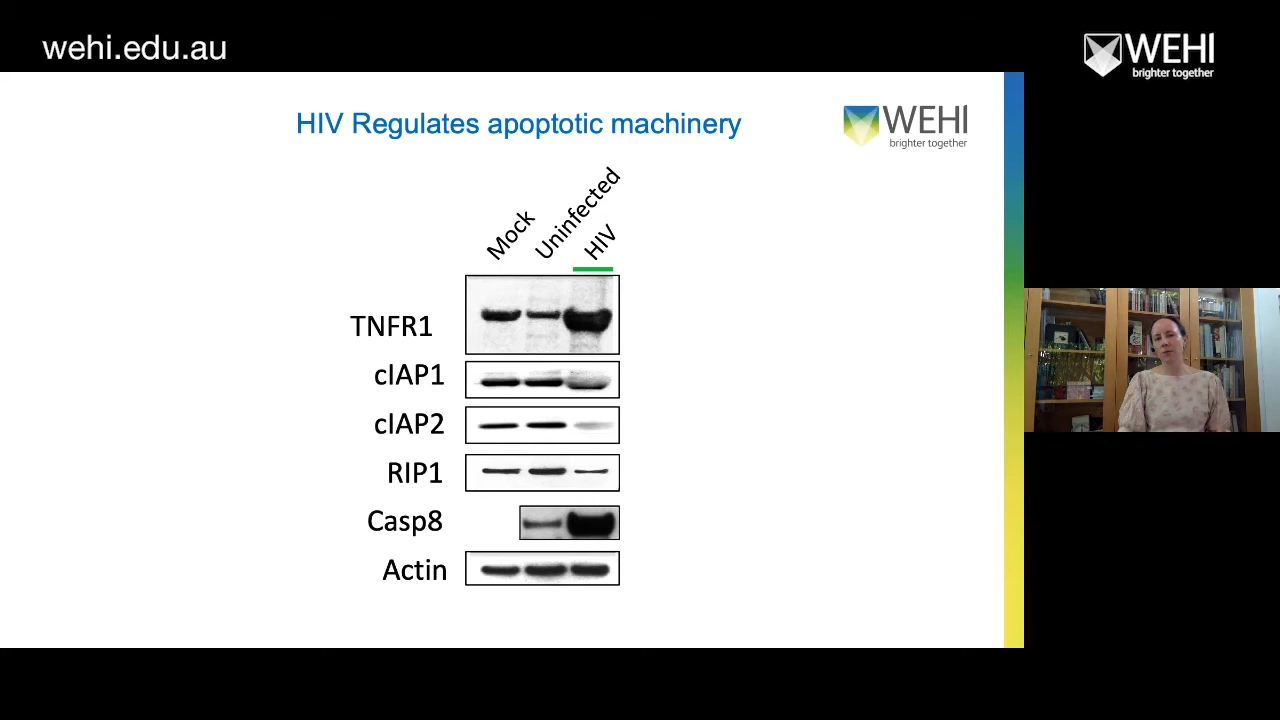 wehi.edu.au
WEHI
brighter together
HIV Regulates apoptotic machinery
WEHI
brighter together
Mock
Uninfected
HIV
TNFR1
cIAP1
cIAP2
RIP1
Casp8
Actin